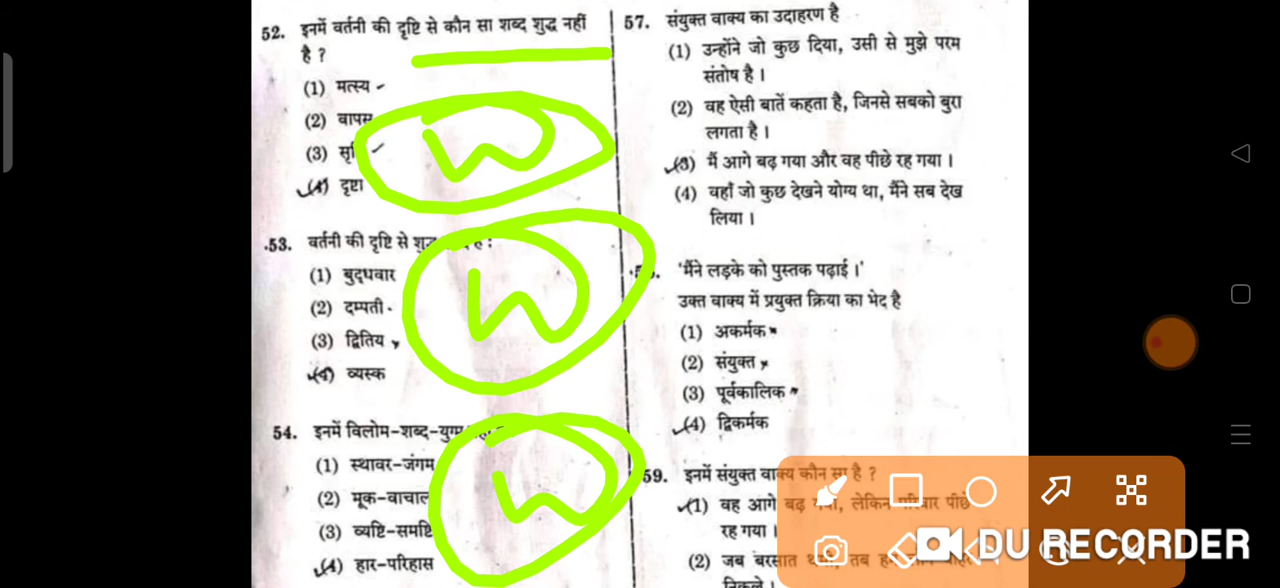 52. इनमें वर्तनी की दृष्टि से कौन सा शब्द शुद्ध नहीं
है ?
(1) मत्स्य
(2) वापस
(3)
(4) दृष्टा
53. वर्तनी की दृष्टि से
(1) बुद्धवार
(2) दम्पती
(3) द्वितिय
(4) व्यस्क
54. इनमें विलोम-शब्द-युग्म
(1) स्थावर-जंगम
(2) मूक-वाचाल
(3) व्यष्टि-समष्टि
(4) हार-परिहास
57. संयुक्त वाक्य का उदाहरण है
(1) उन्होंने जो कुछ दिया, उसी से मुझे परम
संतोष है ।
(2) वह ऐसी बातें कहता है, जिनसे सबको बुरा
लगता है ।
(3) मैं आगे बढ़ गया और वह पीछे रह गया ।
(4) वहाँ जो कुछ देखने योग्य था, मैंने सब देख
लिया ।
'मैंने लड़के को पुस्तक पढ़ाई ।'
उक्त वाक्य में प्रयुक्त क्रिया का भेद है
(1) अकर्मक
(2) संयुक्त
(3) पूर्वकालिक
(4) द्विकर्मक
59. इनमें संयुक्त वाक्य कौन सा है ?
(1) वह आगे बढ़ गया, लेकिन परिवार पीछे
रह गया ।
(2) जब बरसात तब
निकले ।
DU RECORDER